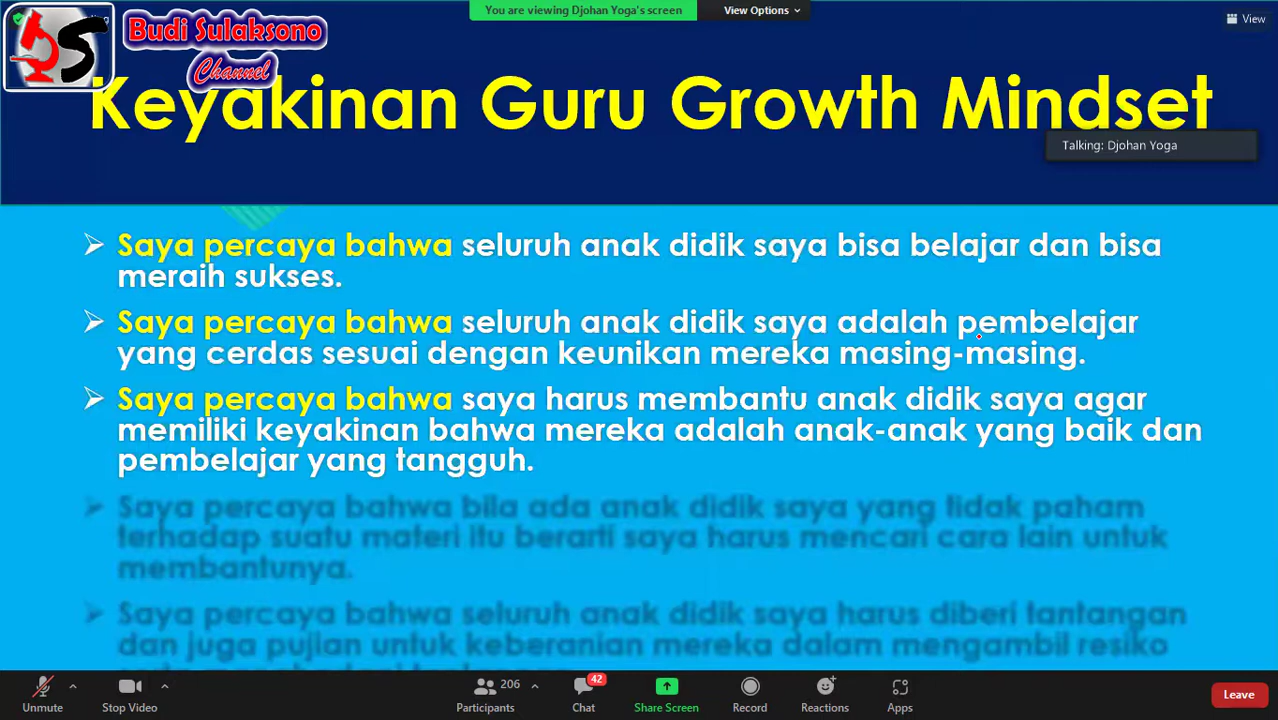 You are viewing Djohan Yoga's screen
View Options
View
Budi Sulaksono
Channel
Keyakinan Guru Growth Mindset
Talking: Djohan Yoga
➢ Saya percaya bahwa seluruh anak didik saya bisa belajar dan bisa
meraih sukses.
➢ Saya percaya bahwa seluruh anak didik saya adalah pembelajar
yang cerdas sesuai dengan keunikan mereka masing-masing.
➢ Saya percaya bahwa saya harus membantu anak didik saya agar
memiliki keyakinan bahwa mereka adalah anak-anak yang baik dan
pembelajar yang tangguh.
➢ Saya percaya bahwa bila ada anak didik saya yang tidak paham
terhadap suatu materi itu berarti saya harus mencari cara lain untuk
membantunya.
➢ Saya percaya bahwa seluruh anak didik saya harus diberi tantangan
dan juga pujian untuk keberanian mereka dalam mengambil resiko
Unmute
Stop Video
206
Participants
42
Chat
Share Screen
Record
Reactions
Apps
Leave